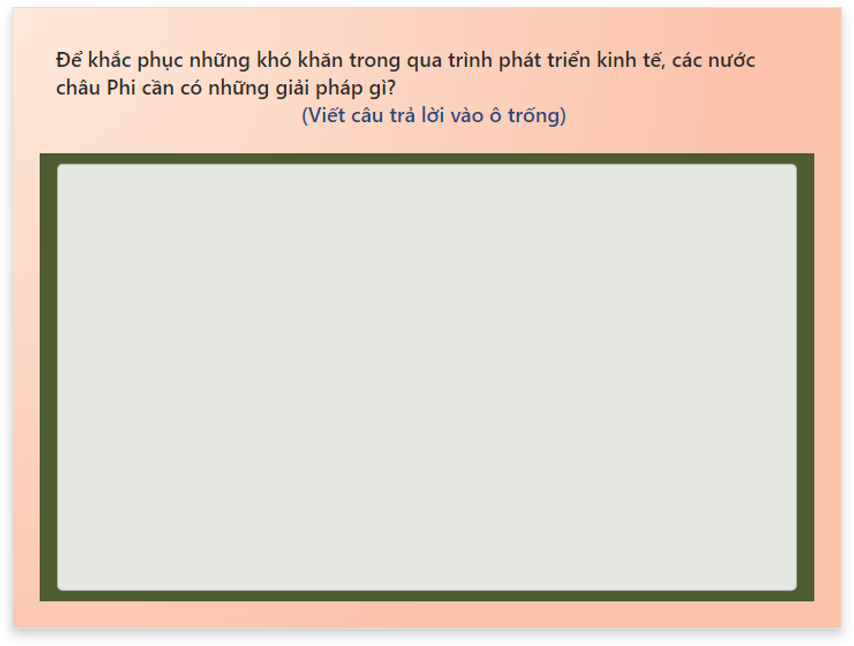 Để khắc phục những khó khăn trong qua trình phát triển kinh tế, các nước
châu Phi cần có những giải pháp gì?
(Viết câu trả lời vào ô trống)